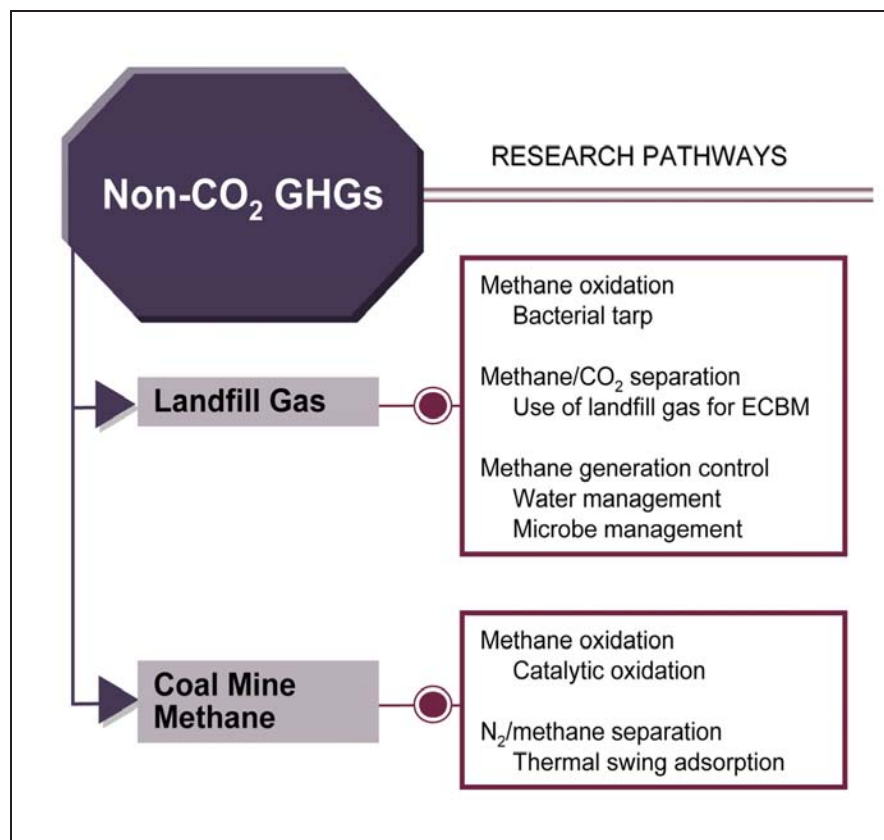 Non-CO₂ GHGs
RESEARCH PATHWAYS
Landfill Gas
Methane oxidation
Bacterial tarp
Methane/CO₂ separation
Use of landfill gas for ECBM
Methane generation control
Water management
Microbe management
Coal Mine
Methane
Methane oxidation
Catalytic oxidation
N₂/methane separation
Thermal swing adsorption